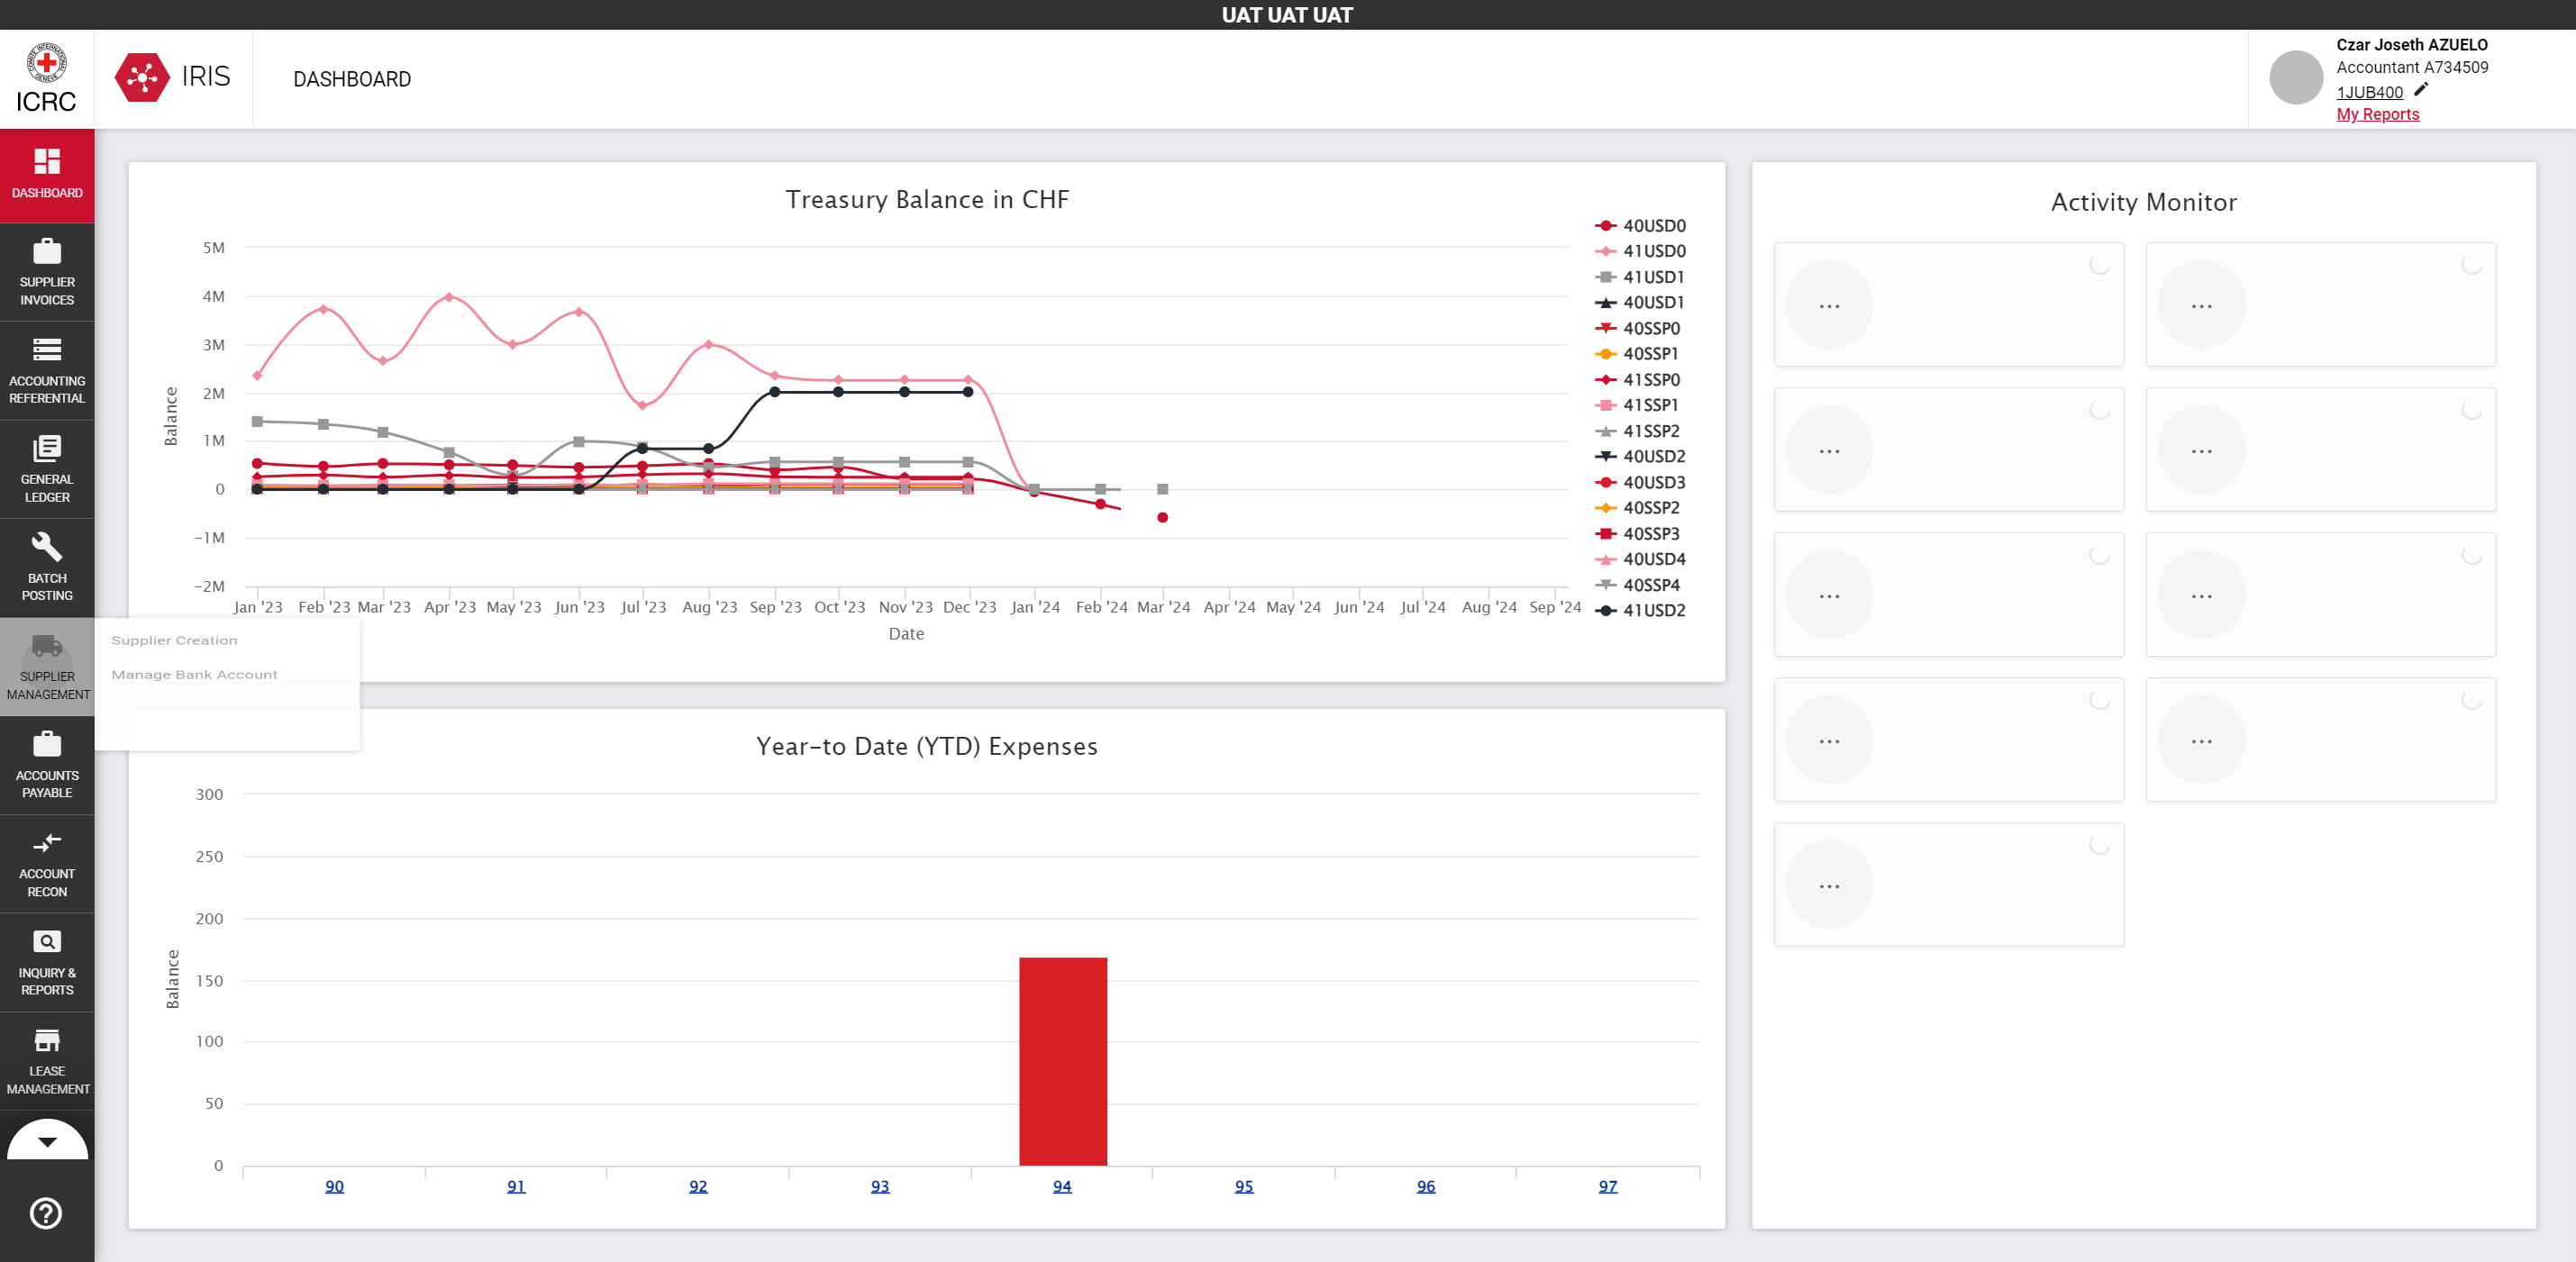 UAT UAT UAT
ICRC
IRIS
DASHBOARD
Czar Joseth AZUELO
Accountant A734509
1JUB400
My Reports
DASHBOARD
SUPPLIER
INVOICES
ACCOUNTING
REFERENTIAL
GENERAL
LEDGER
BATCH
POSTING
SUPPLIER
MANAGEMENT
Supplier Creation
Manage Bank Account
ACCOUNTS
PAYABLE
ACCOUNT
RECON
INQUIRY &
REPORTS
LEASE
MANAGEMENT
Treasury Balance in CHF
Balance
5M
4M
3M
2M
1M
0
−1M
−2M
Jan '23 Feb '23 Mar '23 Apr '23 May '23 Jun '23 Jul '23 Aug '23 Sep '23 Oct '23 Nov '23 Dec '23 Jan '24 Feb '24 Mar '24 Apr '24 May '24 Jun '24 Jul '24 Aug '24 Sep '24
Date
40USD0
41USD0
41USD1
40USD1
40SSP0
40SSP1
41SSP0
41SSP1
41SSP2
40USD2
40USD3
40SSP2
40SSP3
40USD4
40SSP4
41USD2
Year-to Date (YTD) Expenses
Balance
300
250
200
150
100
50
0
90 91 92 93 94 95 96 97
Activity Monitor
... ...
... ...
... ...
... ...
...